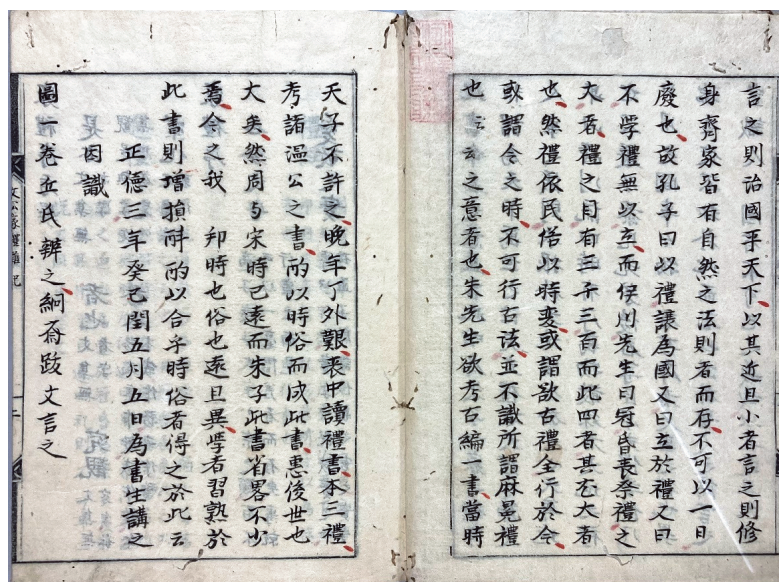 言之則治國平天下以其近且小者言之則修
身齊家皆有自然之法則者而存不可以一日
廢也故孔子曰以禮讓為國又曰立於禮又曰
不学禮無以立而伊川先生曰冠昏喪祭禮之
大者禮之目有三千三百而此四者其至大者
也然禮依民俗以時変或謂欲古禮全行於今
或謂今之時不可行古法並不識所謂麻冕禮
也云云之意者也朱先生欲考古編一書當時
天子不許之晚年丁外艱喪中讀禮書本三禮
考諸温公之書酌以時俗而成此書惠後世也
大矣然周与宋時已遠而朱子此書省畧不少
焉今之我 邦時也俗也遠且異學者習熟於
此書則增損斟酌以合乎時俗者得之於此云
正德三年癸巳閏五月五日為書生講之
因識
圖一卷丘氏辨之絅斎跋文言之
文公家禮